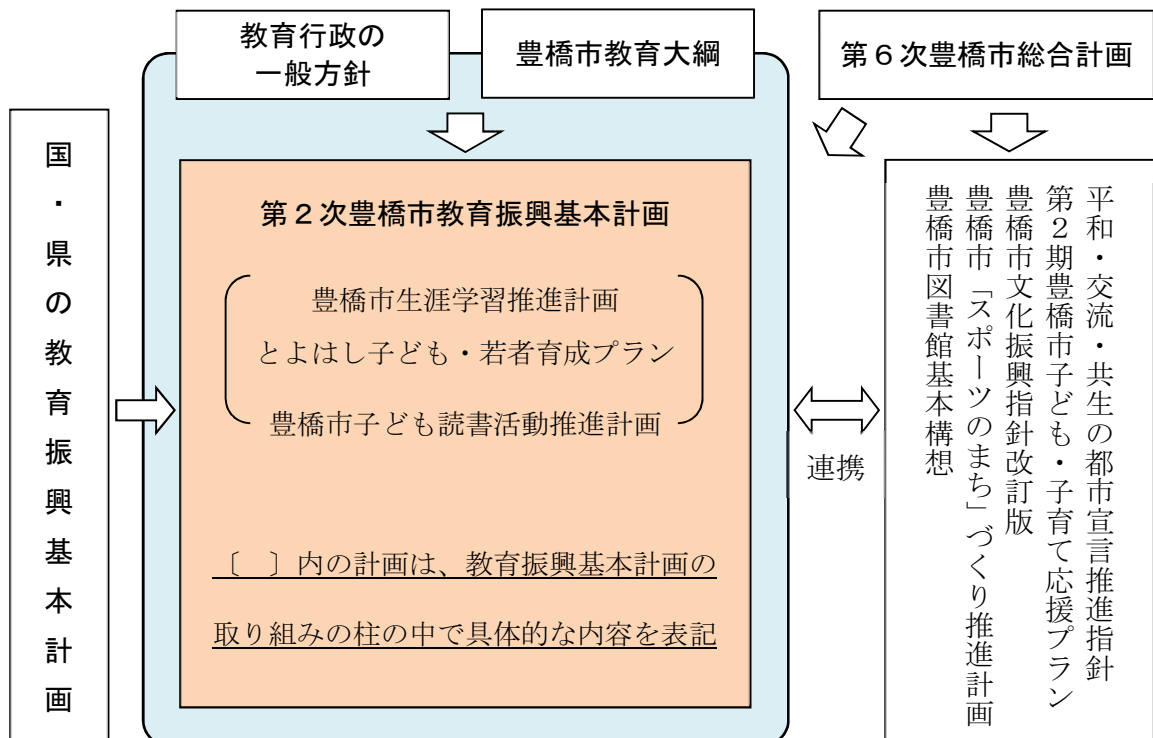 教育行政の
一般方針
豊橋市教育大綱
第６次豊橋市総合計画
国・県の教育振興基本計画
第２次豊橋市教育振興基本計画
豊橋市生涯学習推進計画
とよはし子ども・若者育成プラン
豊橋市子ども読書活動推進計画
〔　〕内の計画は、教育振興基本計画の
取り組みの柱の中で具体的な内容を表記
連携
平和・交流・共生の都市宣言推進指針
第２期豊橋市子ども・子育て応援プラン
豊橋市文化振興指針改訂版
豊橋市「スポーツのまち」づくり推進計画
豊橋市図書館基本構想